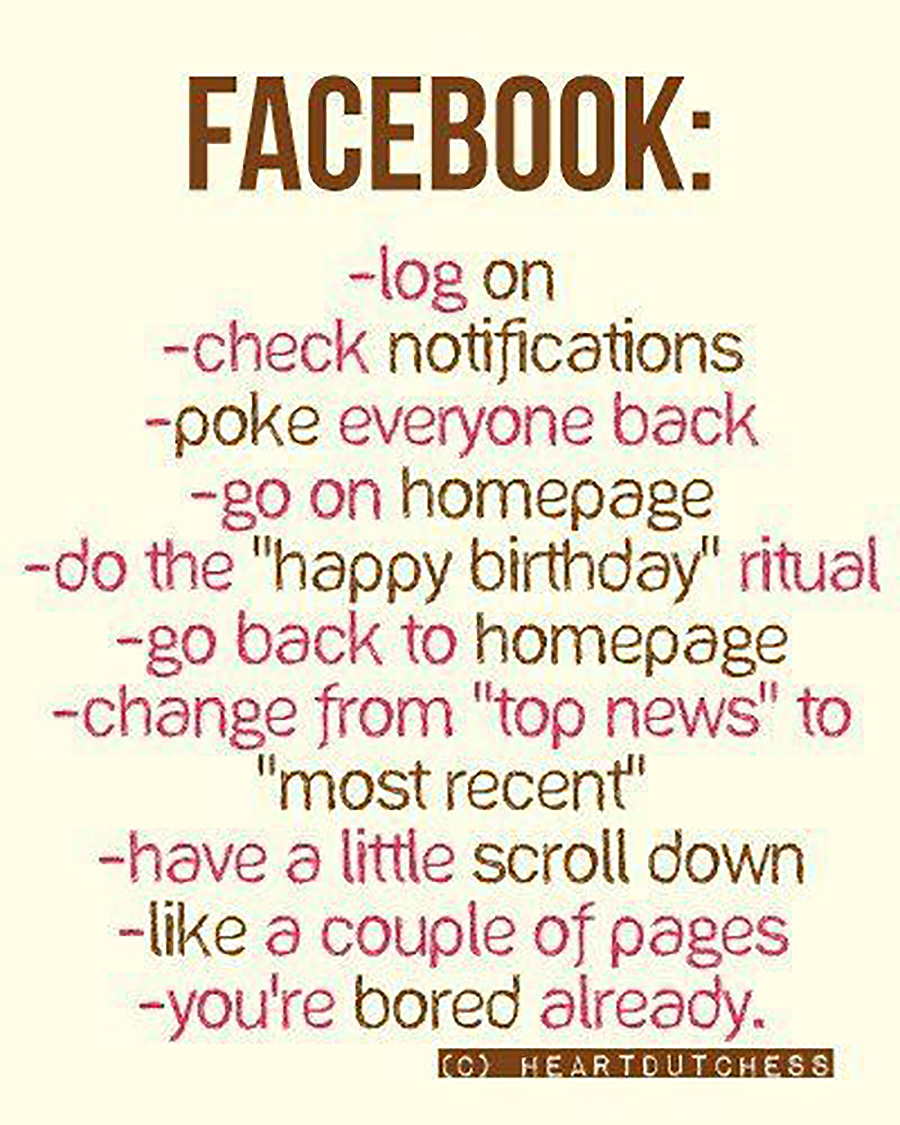 FACEBOOK:
-log on
-check notifications
-poke everyone back
-go on homepage
-do the "happy birthday" ritual
-go back to homepage
-change from "top news" to
"most recent"
-have a little scroll down
-like a couple of pages
-you're bored already.
(C) HEARTDUTCHESS